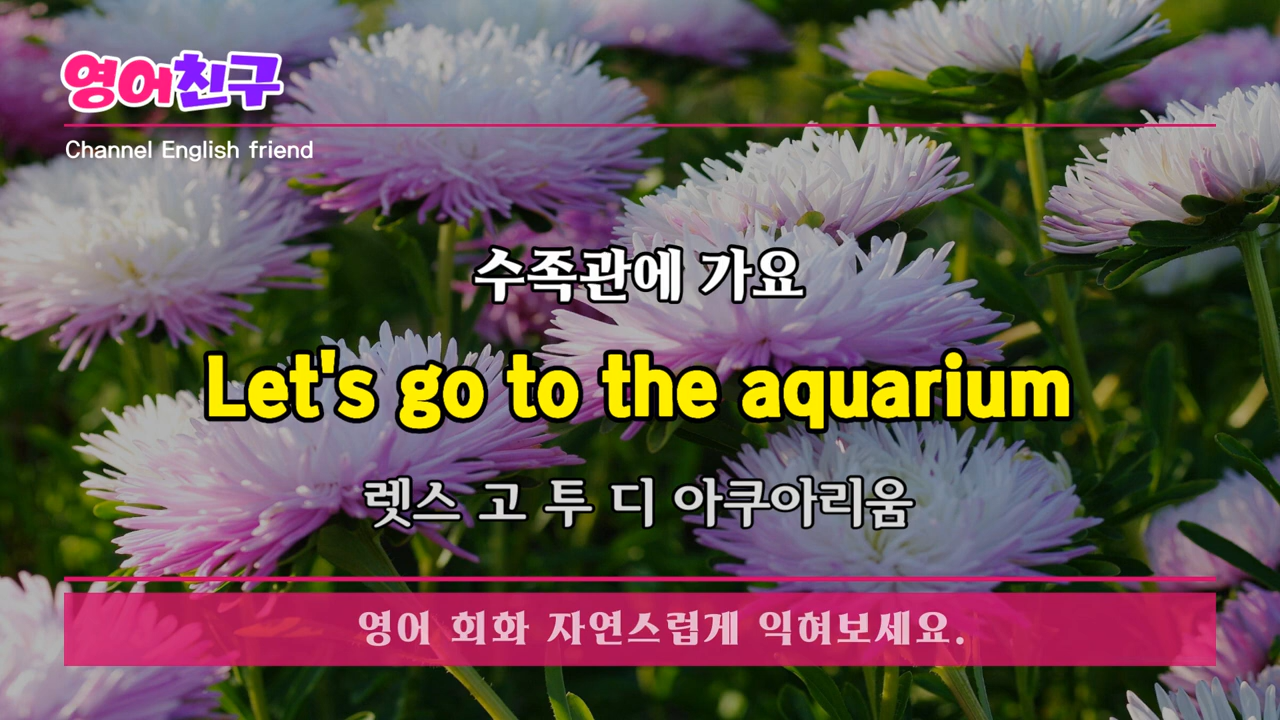 영어친구
Channel English friend
수족관에 가요
Let's go to the aquarium
렛스 고 투 디 아쿠아리움
영어 회화 자연스럽게 익혀보세요.